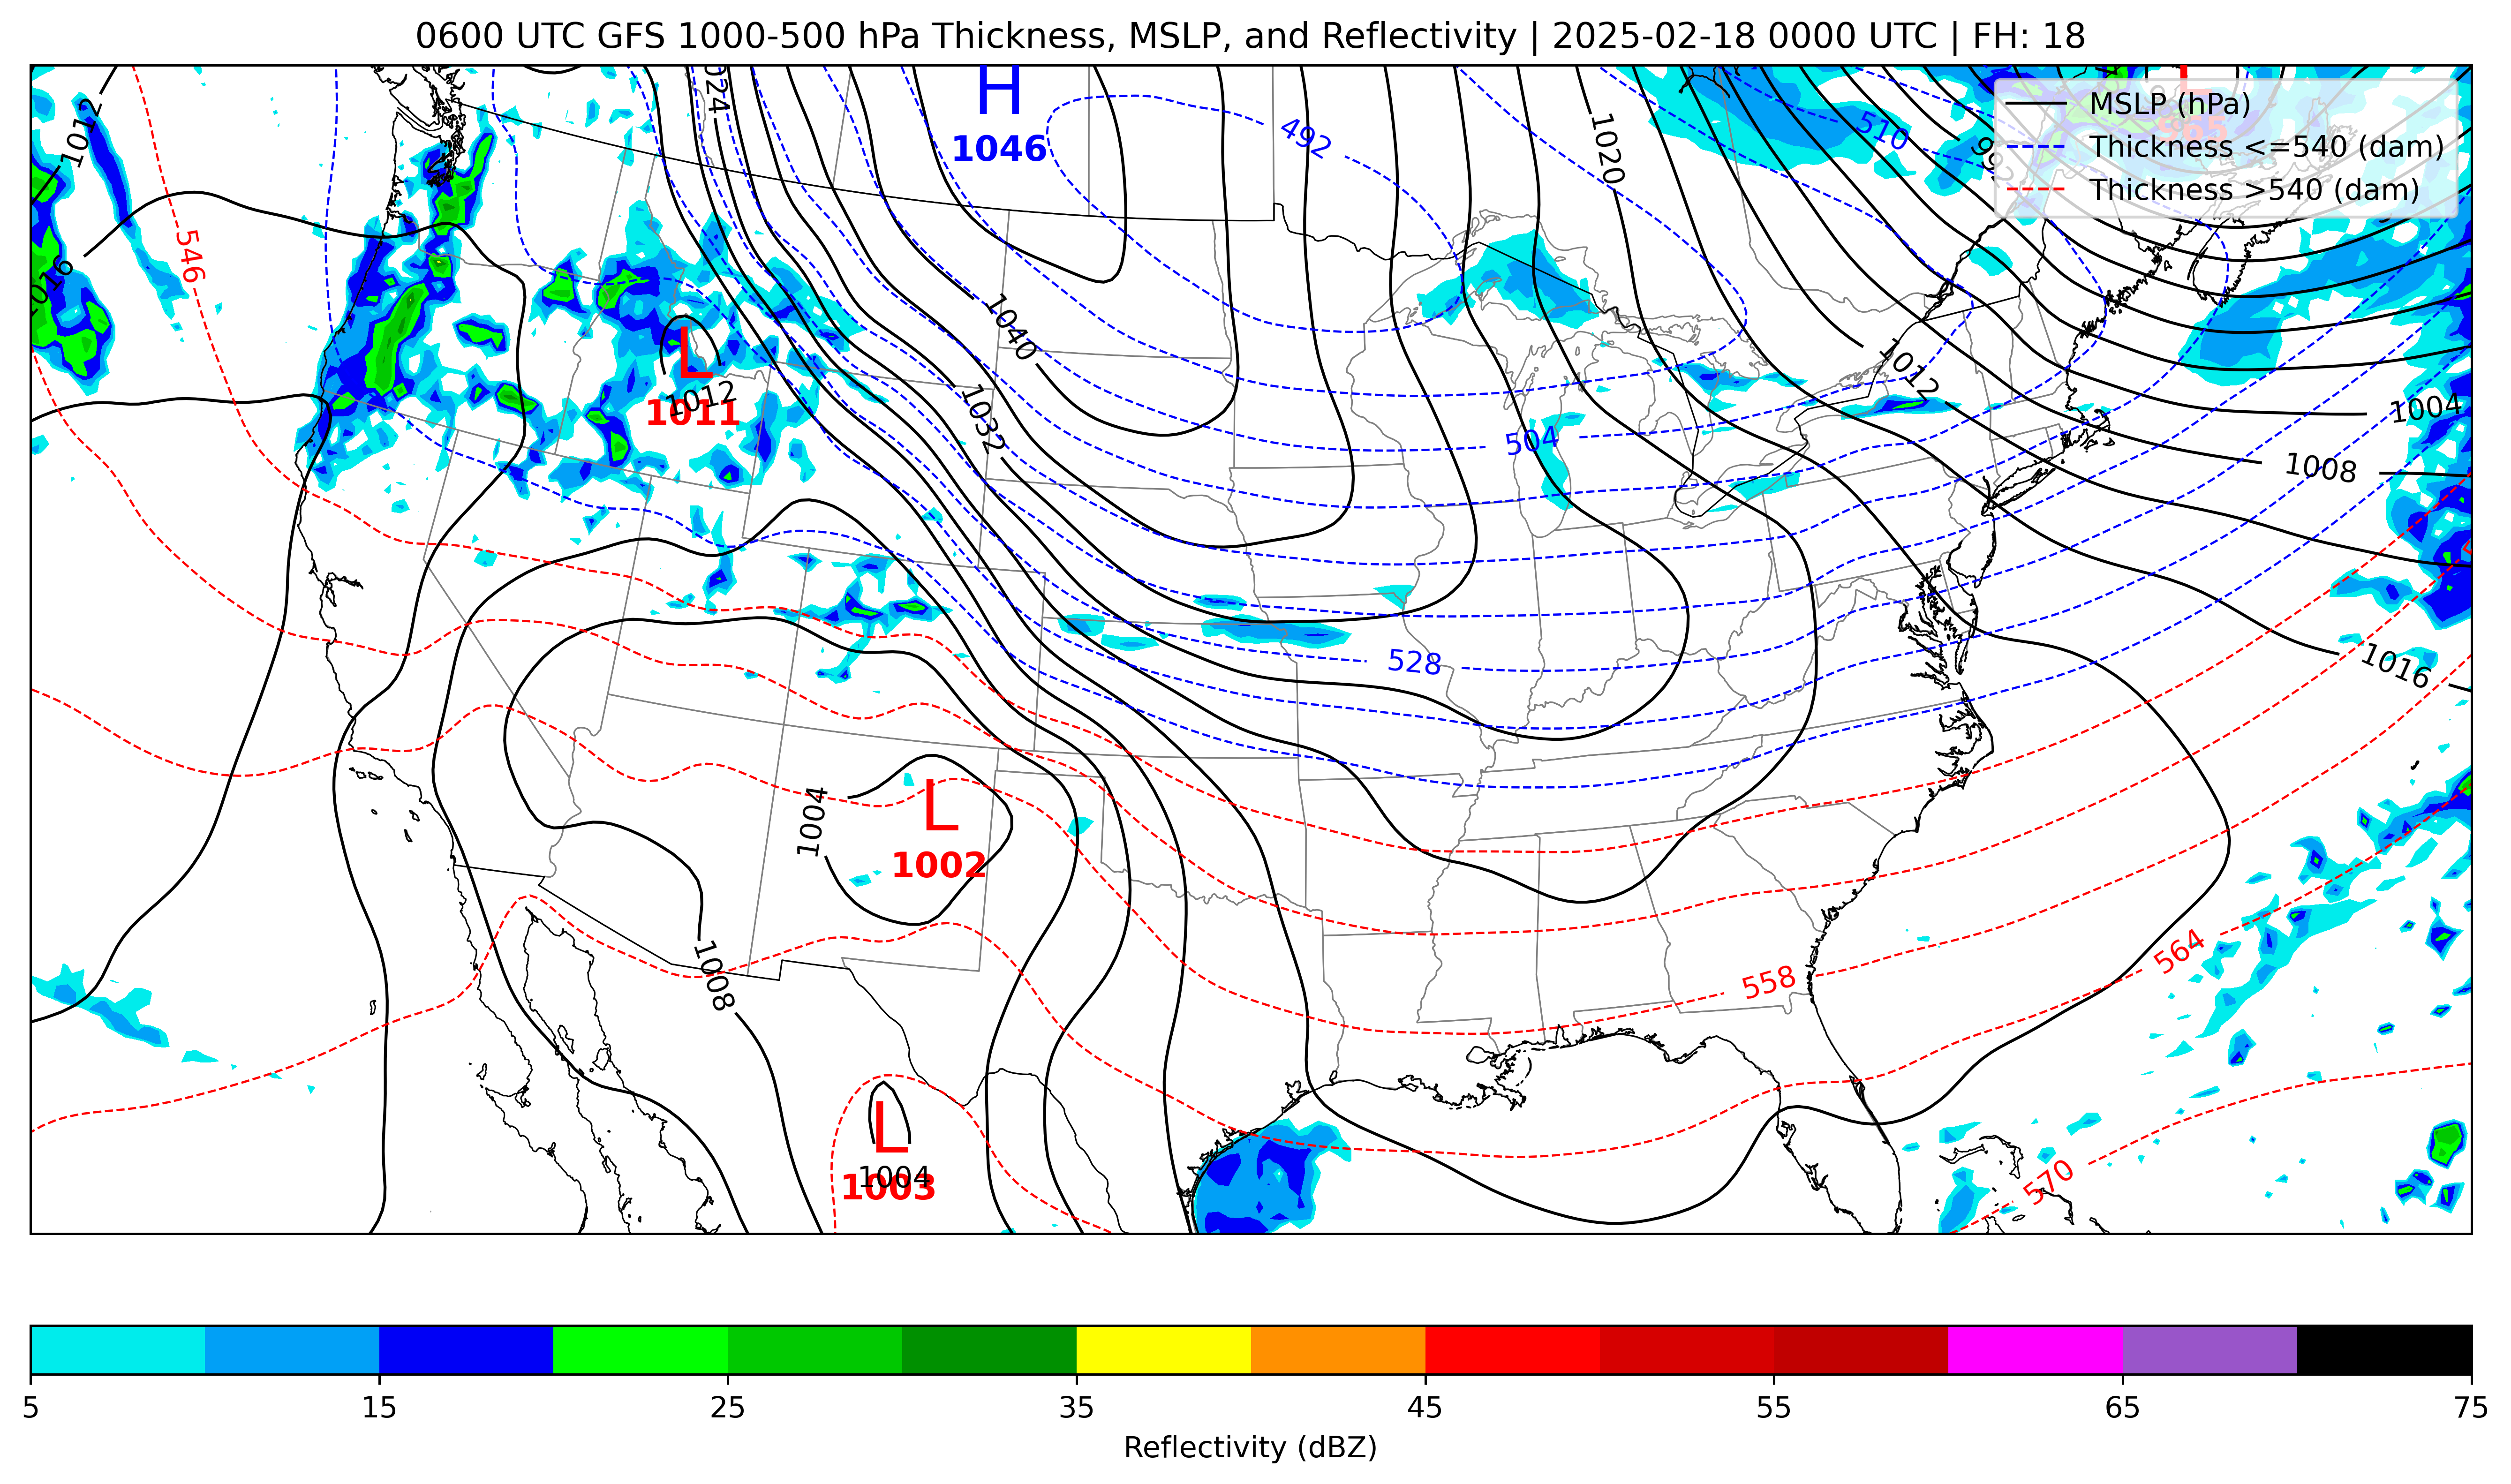 0600 UTC GFS 1000-500 hPa Thickness, MSLP, and Reflectivity | 2025-02-18 0000 UTC | FH: 18
MSLP (hPa)
Thickness <=540 (dam)
Thickness >540 (dam)
H
1046
1012
1024
492
1020
510
992
546
1016
1040
L
1012
1011
1032
504
1012
1004
1008
528
1016
L
1002
1004
1008
558
564
L
1004
1003
570
5 15 25 35 45 55 65 75
Reflectivity (dBZ)